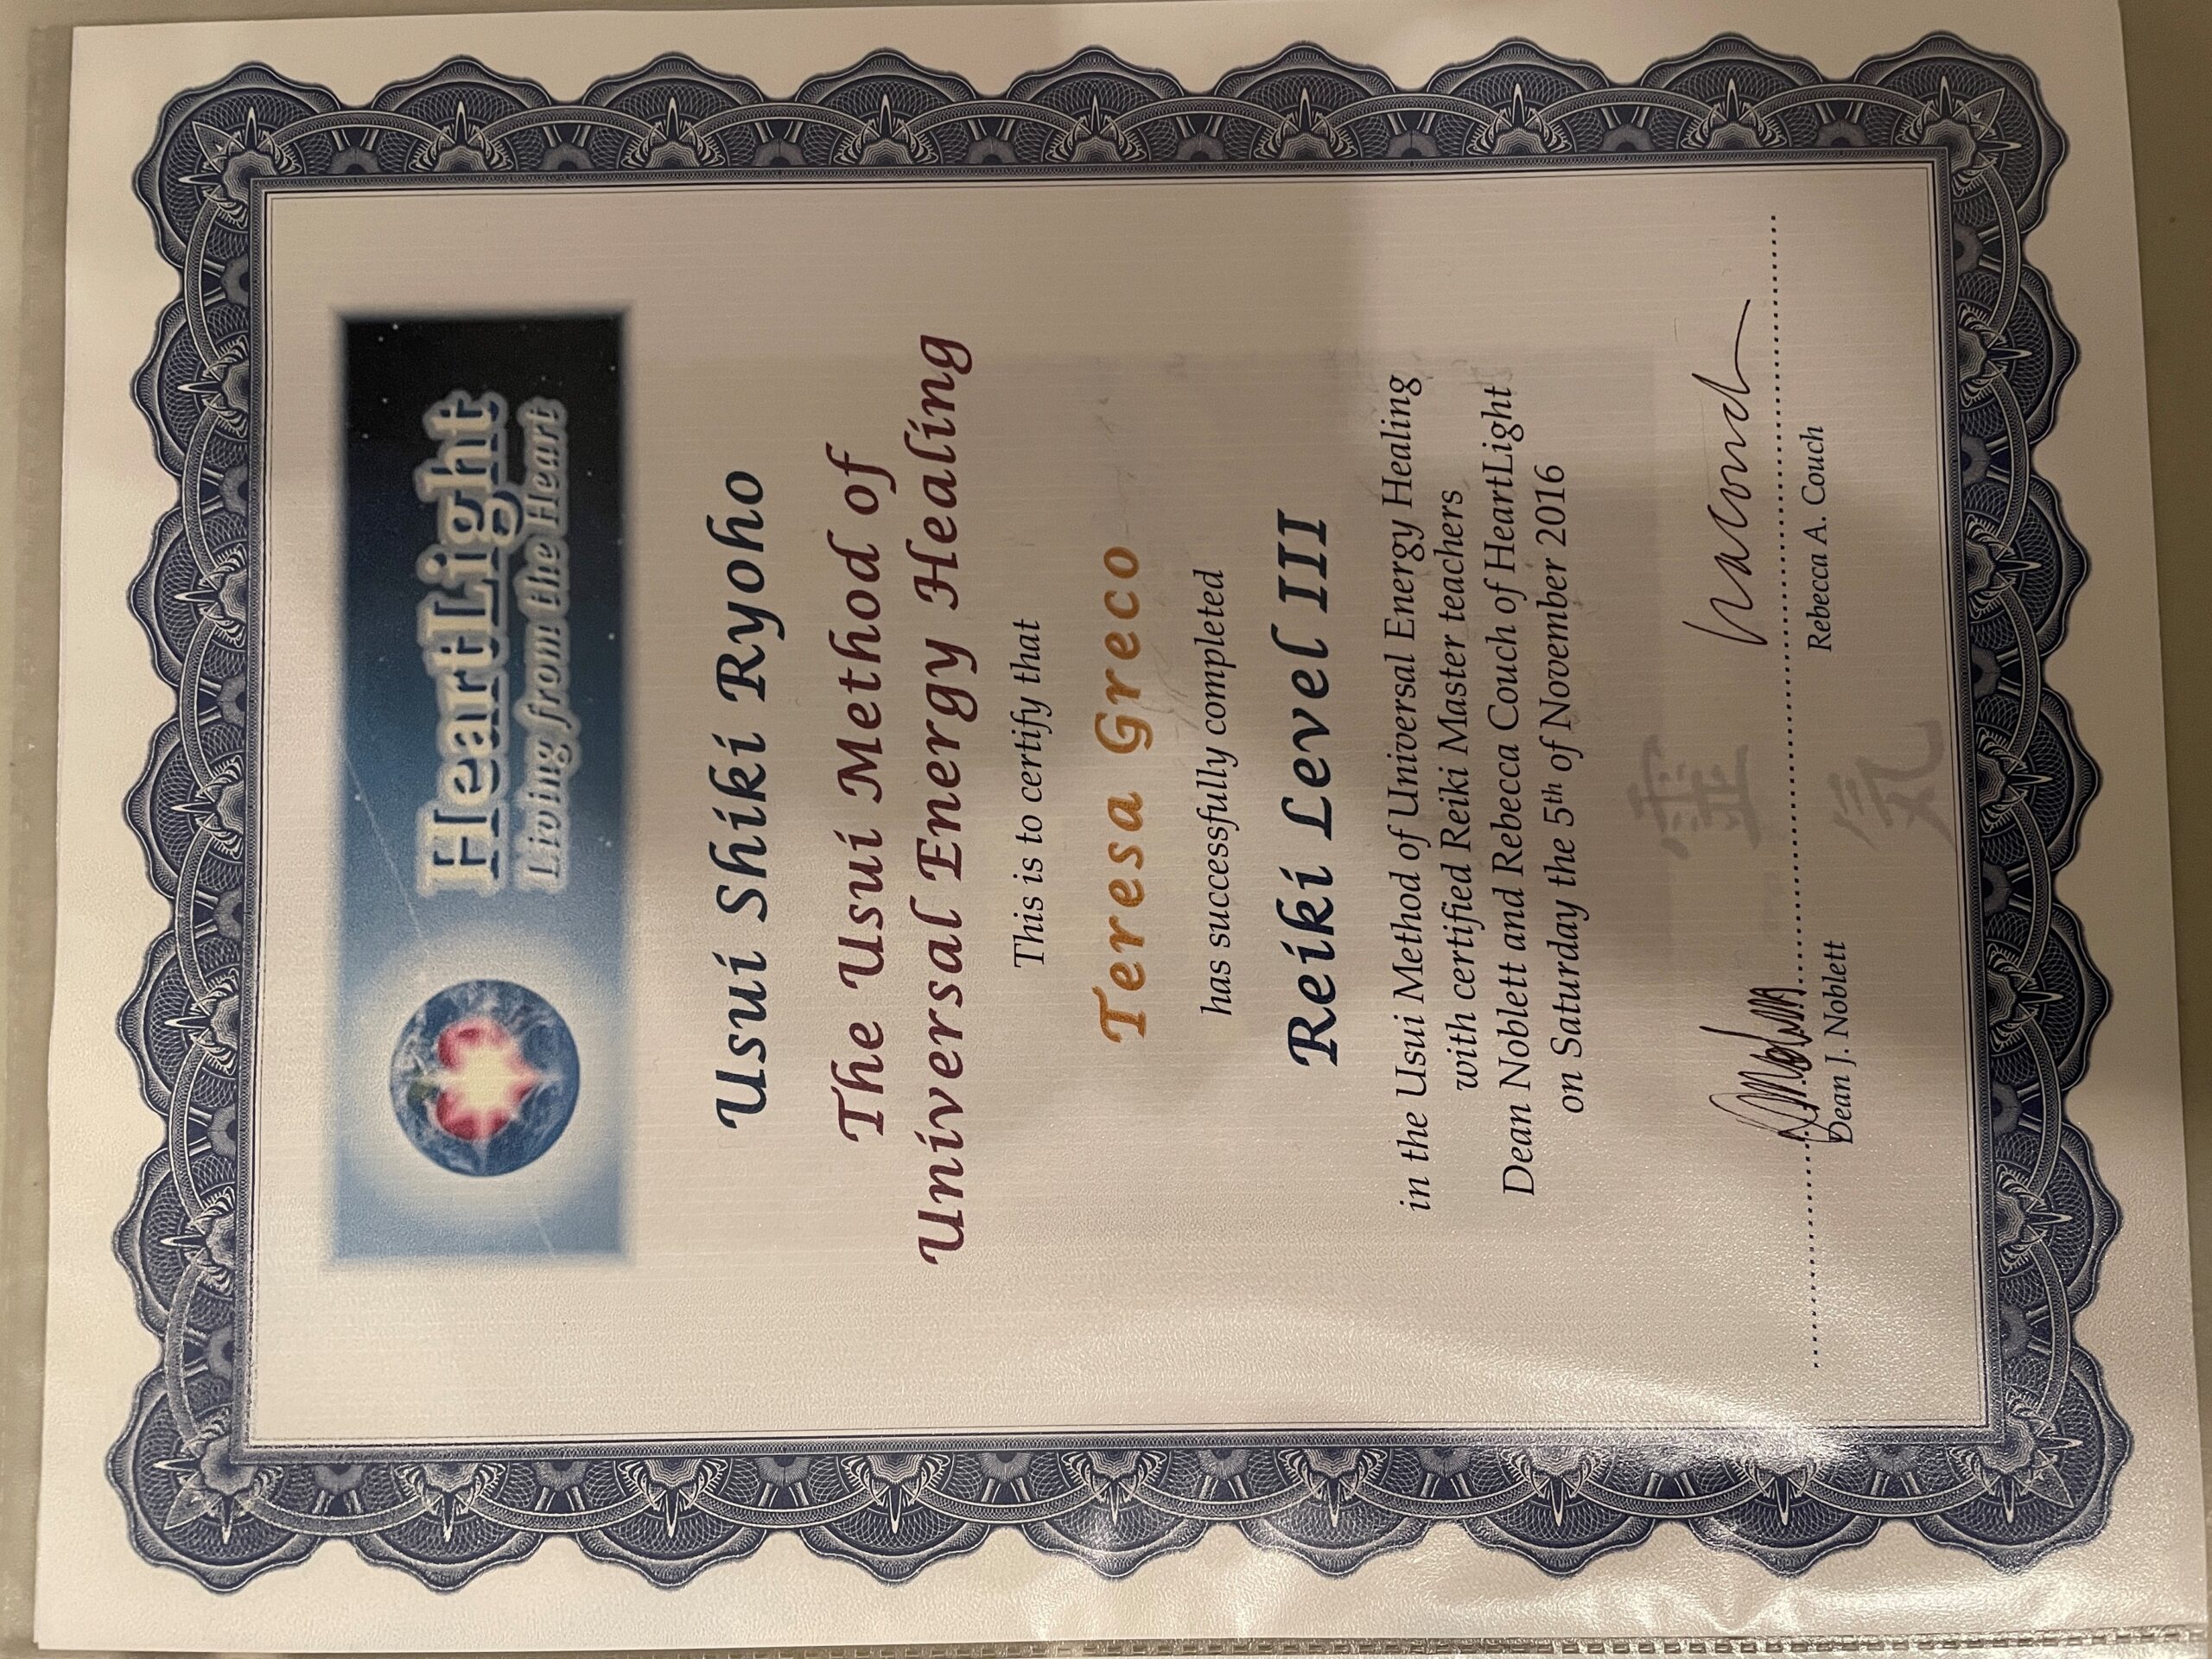 HeartLight
Living from the Heart
Usui Shiki Ryoho
The Usui Method of
Universal Energy Healing
This is to certify that
Teresa Greco
has successfully completed
Reiki Level III
in the Usui Method of Universal Energy Healing
with certified Reiki Master teachers
Dean Noblett and Rebecca Couch of HeartLight
on Saturday the 5th of November 2016
靈
気
Dean J. Noblett
Rebecca A. Couch